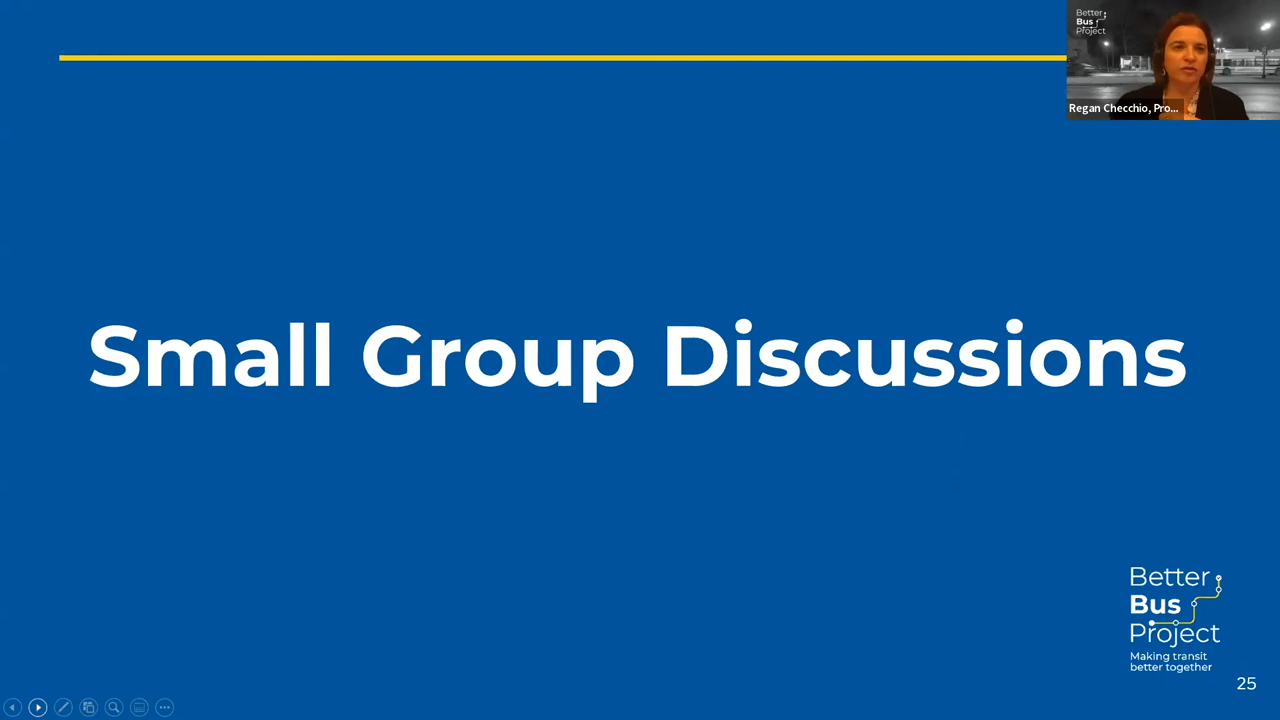 Better
Bus
Project
Regan Checchio, Pro...
Small Group Discussions
Better
Bus
Project
Making transit
better together
25